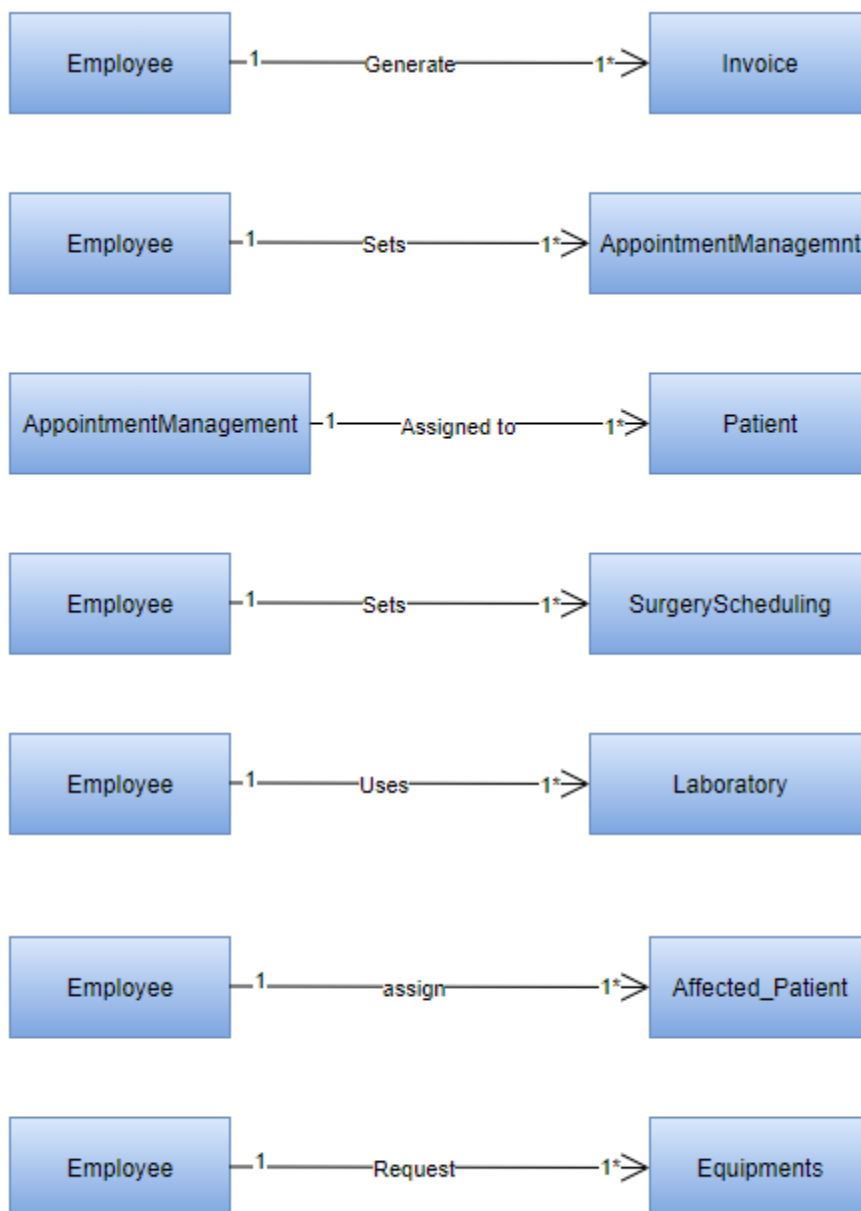 Employee 1 Generate 1* Invoice
Employee 1 Sets 1* AppointmentManagemnt
AppointmentManagement 1 Assigned to 1* Patient
Employee 1 Sets 1* SurgeryScheduling
Employee 1 Uses 1* Laboratory
Employee 1 assign 1* Affected_Patient
Employee 1 Request 1* Equipments